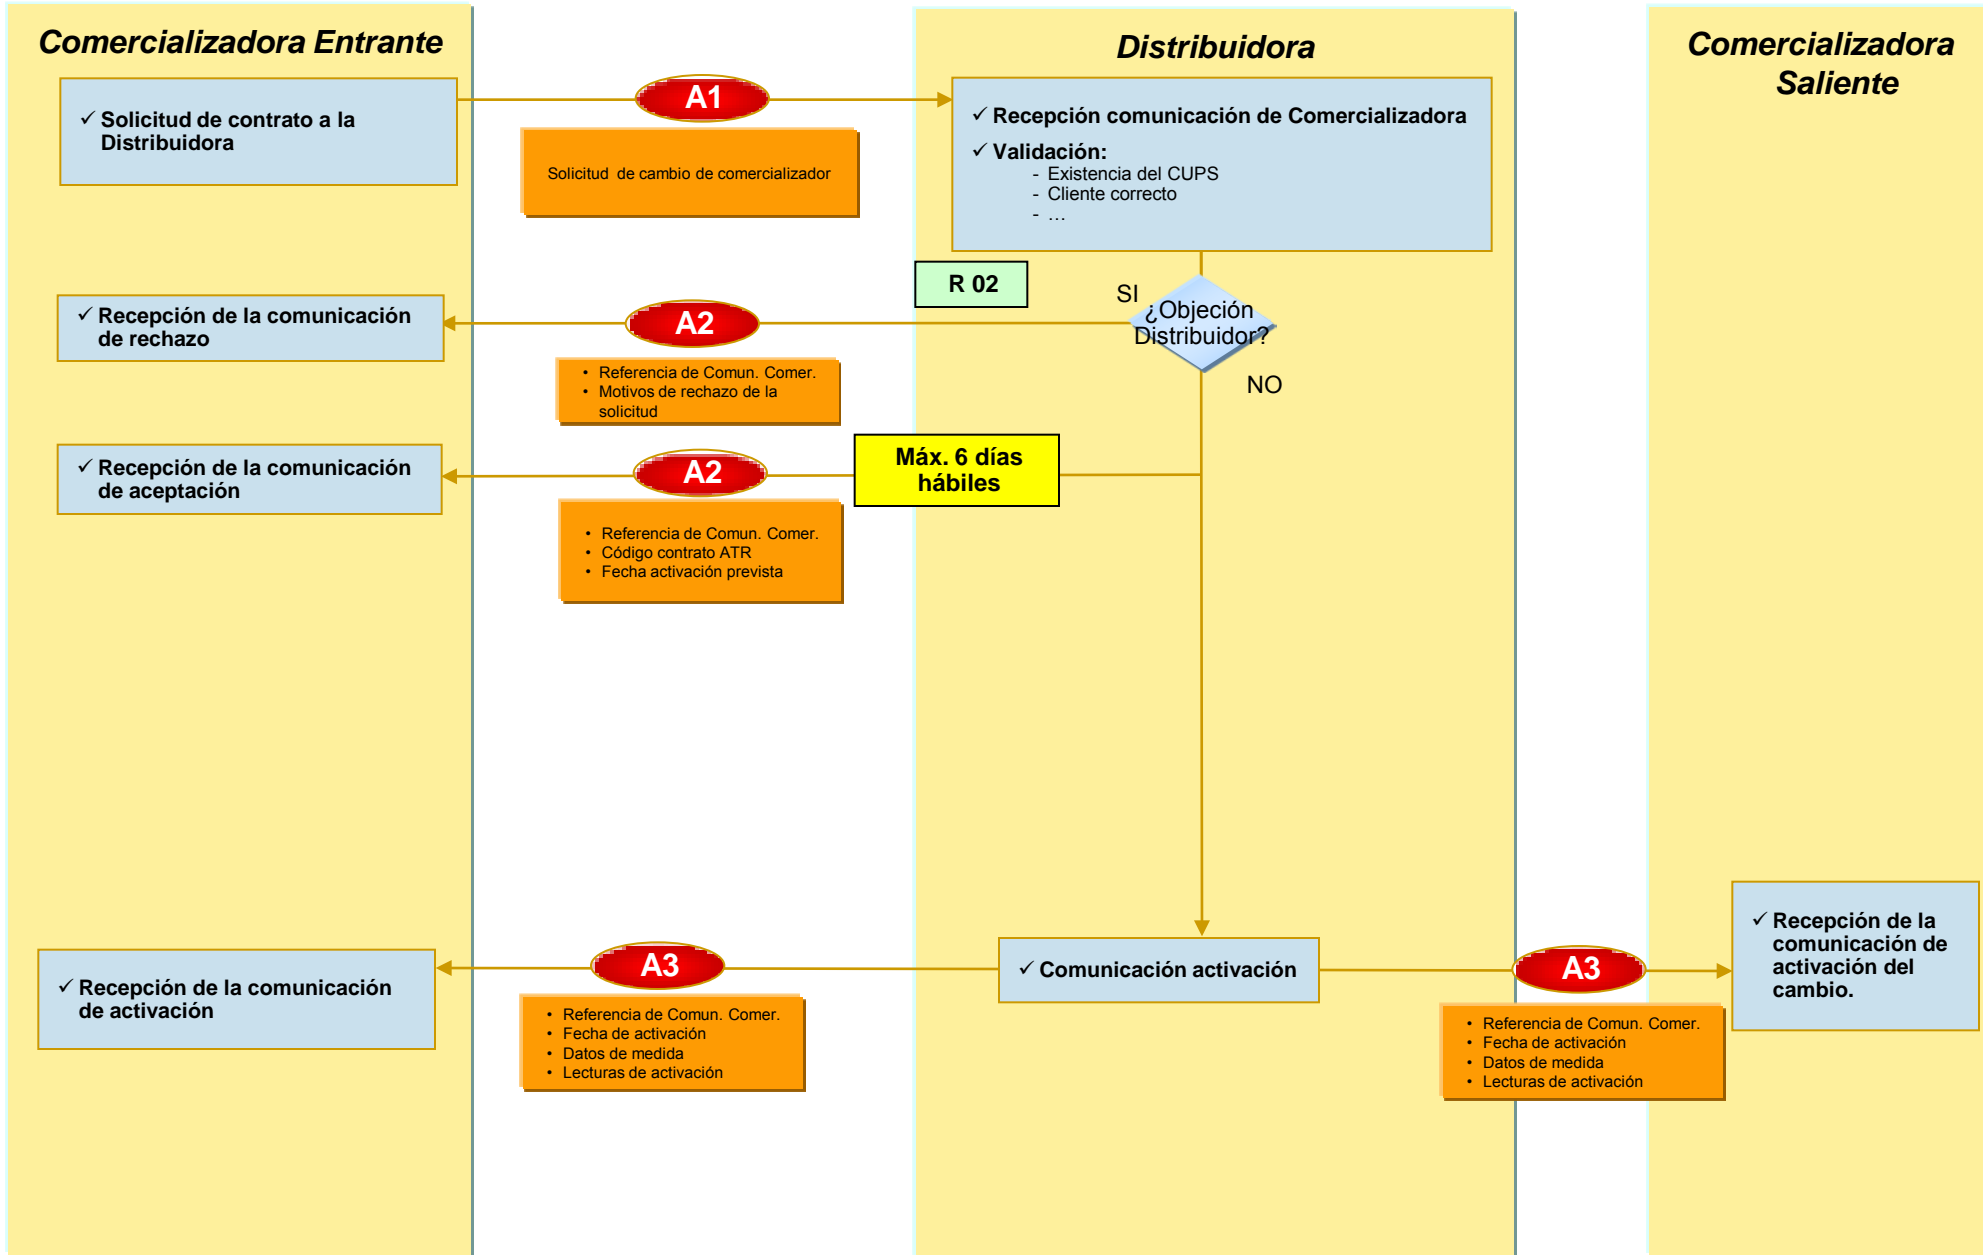 Comercializadora Entrante
Distribuidora
Comercializadora
Saliente
✓ Solicitud de contrato a la
Distribuidora
A1
Solicitud de cambio de comercializador
✓ Recepción comunicación de Comercializadora
✓ Validación:
- Existencia del CUPS
- Cliente correcto
- …
R 02
SI
¿Objeción
Distribuidor?
NO
✓ Recepción de la comunicación
de rechazo
A2
• Referencia de Comun. Comer.
• Motivos de rechazo de la
solicitud
✓ Recepción de la comunicación
de aceptación
A2
Máx. 6 días
hábiles
• Referencia de Comun. Comer.
• Código contrato ATR
• Fecha activación prevista
✓ Recepción de la comunicación
de activación
A3
• Referencia de Comun. Comer.
• Fecha de activación
• Datos de medida
• Lecturas de activación
✓ Comunicación activación
A3
• Referencia de Comun. Comer.
• Fecha de activación
• Datos de medida
• Lecturas de activación
✓ Recepción de la
comunicación de
activación del
cambio.